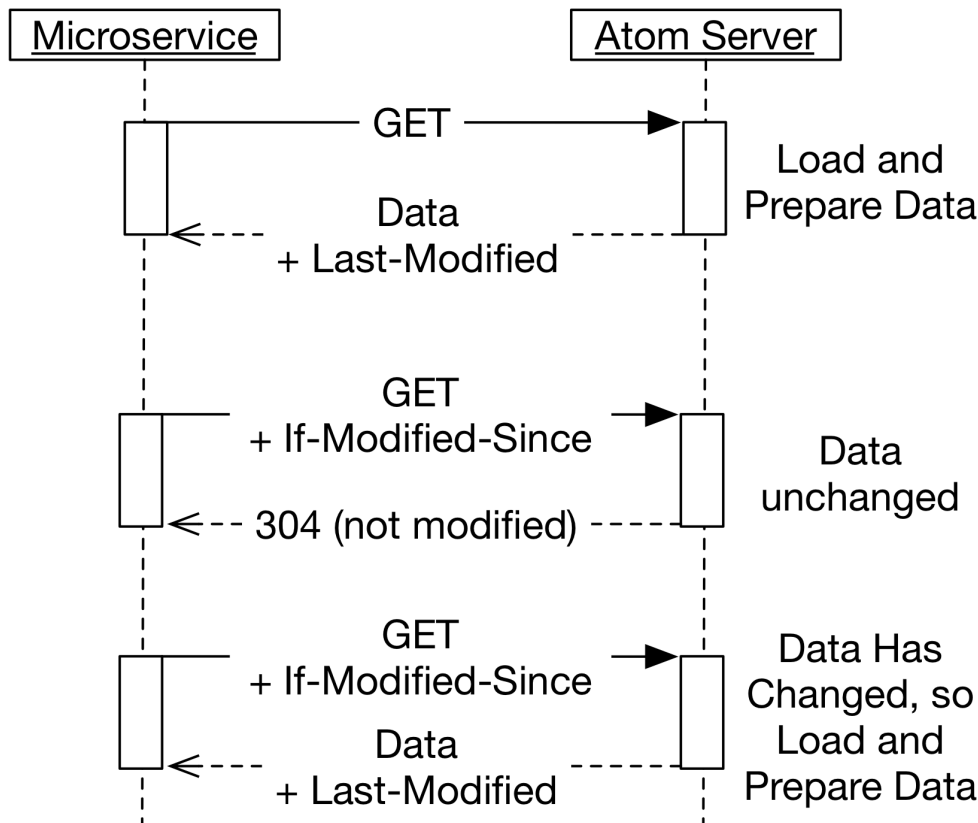 Microservice
Atom Server
GET
Load and
Prepare Data
Data
+ Last-Modified
GET
+ If-Modified-Since
Data
unchanged
304 (not modified)
GET
+ If-Modified-Since
Data Has
Changed, so
Load and
Prepare Data
Data
+ Last-Modified